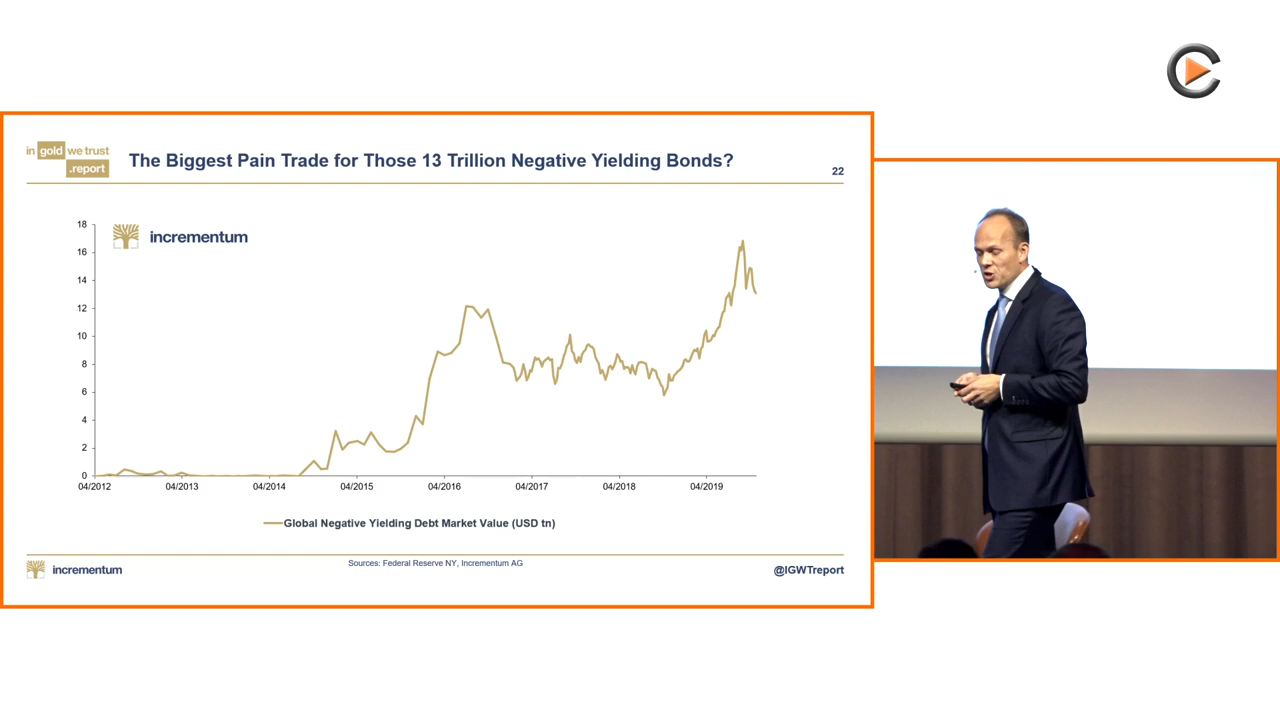 in gold we trust
.report
The Biggest Pain Trade for Those 13 Trillion Negative Yielding Bonds?
22
incrementum
18
16
14
12
10
8
6
4
2
0
04/2012 04/2013 04/2014 04/2015 04/2016 04/2017 04/2018 04/2019
Global Negative Yielding Debt Market Value (USD tn)
Sources: Federal Reserve NY, Incrementum AG
incrementum
@IGWTreport